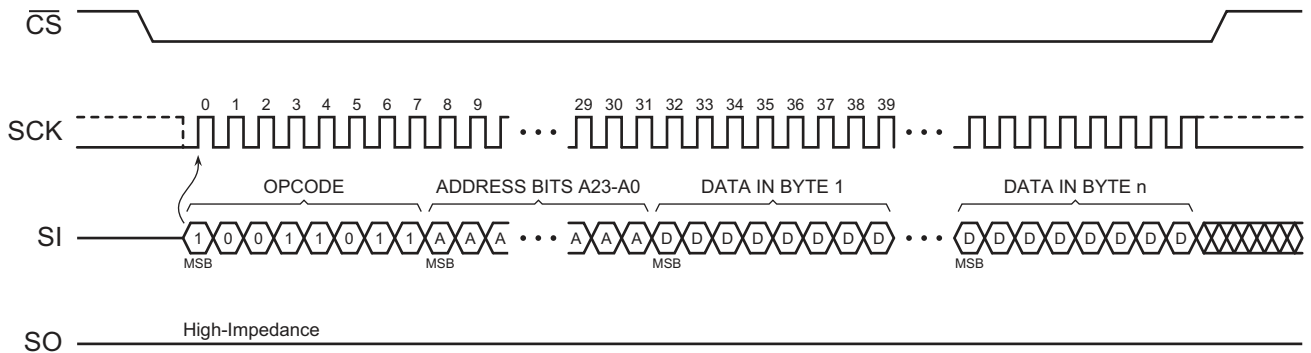 CS
0 1 2 3 4 5 6 7 8 9 29 30 31 32 33 34 35 36 37 38 39
SCK
OPCODE ADDRESS BITS A23-A0 DATA IN BYTE 1 DATA IN BYTE n
SI 1 0 0 1 1 0 1 1 A A A A A A D D D D D D D D D D D D D D D D
MSB MSB MSB MSB
High-Impedance
SO